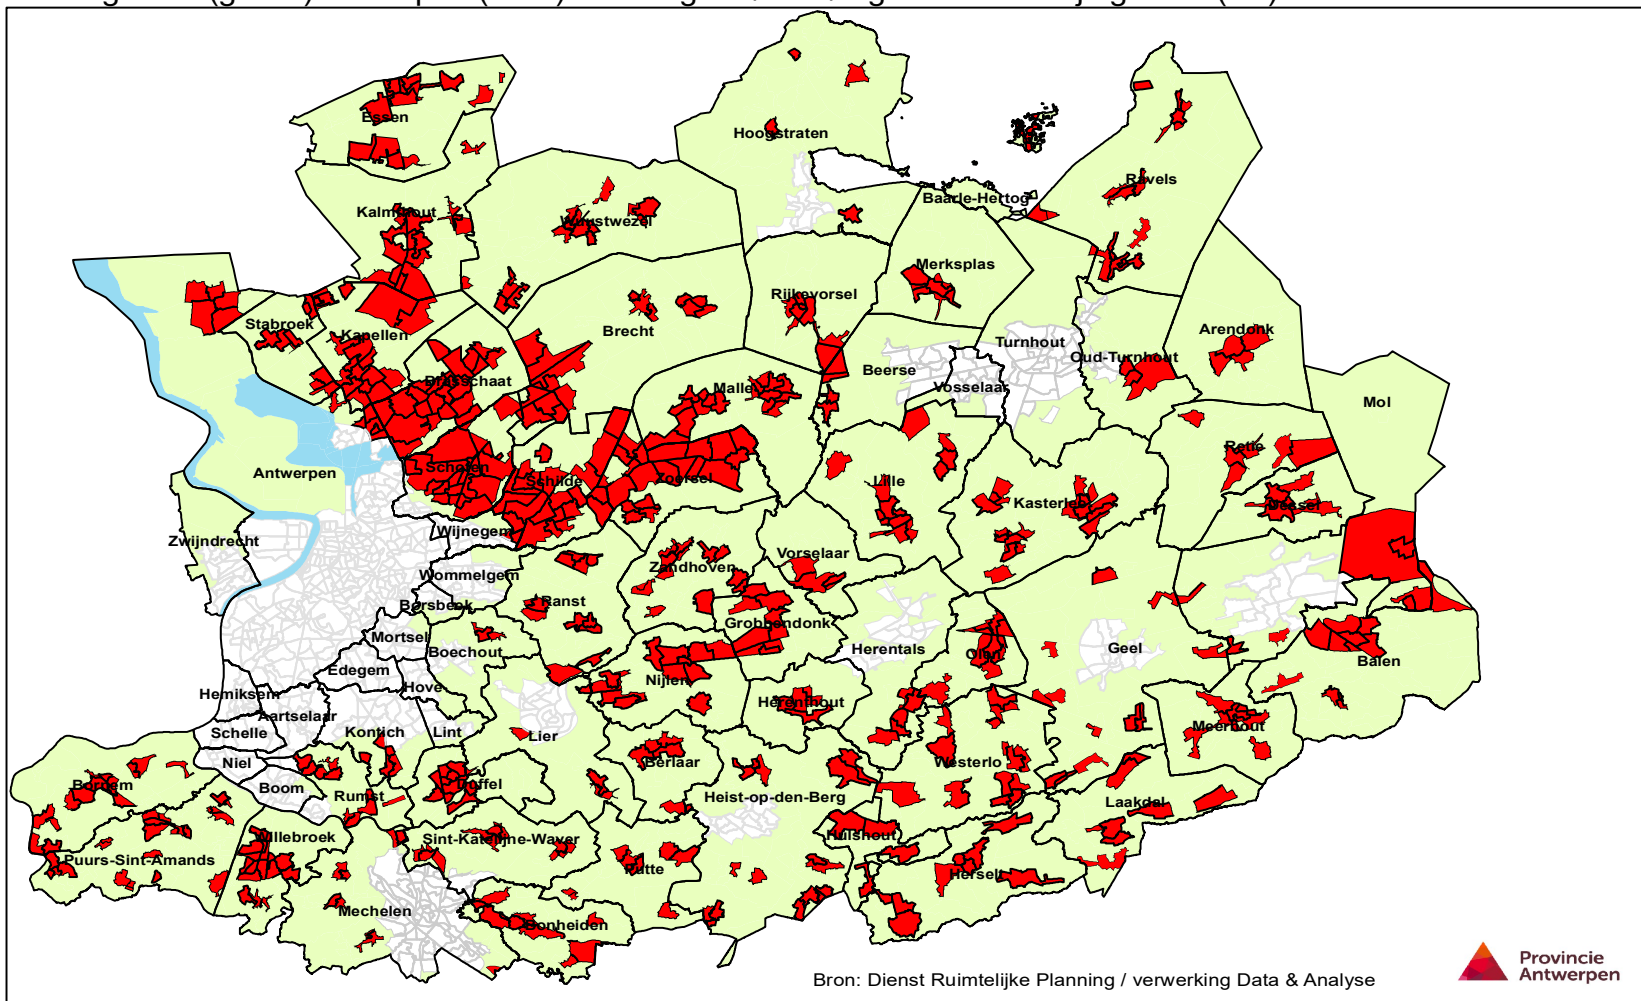 Essen
Hoogstraten
Ravels
Kalmthout
Baarle-Hertog
Wuustwezel
Merksplas
Rijkevorsel
Stabroek
Kapellen
Brecht
Arendonk
Turnhout
Oud-Turnhout
Beerse
Brasschaat
Malle
Vosselaar
Mol
Retie
Schoten
Antwerpen
Schilde
Zoersel
Lille
Kasterlee
Dessel
Wijnegem
Zwijndrecht
Vorselaar
Zandhoven
Wommelgem
Borsbeek
Ranst
Grobbendonk
Mortsel
Boechout
Herentals
Olen
Geel
Balen
Edegem
Nijlen
Hove
Hemiksem
Herenthout
Aartselaar
Schelle
Kontich
Lint
Lier
Meerhout
Niel
Berlaar
Westerlo
Bornem
Boom
Duffel
Rumst
Heist-op-den-Berg
Laakdal
Willebroek
Sint-Katelijne-Waver
Hulshout
Puurs-Sint-Amands
Putte
Herselt
Mechelen
Bonheiden
Bron: Dienst Ruimtelijke Planning / verwerking Data & Analyse
Provincie
Antwerpen